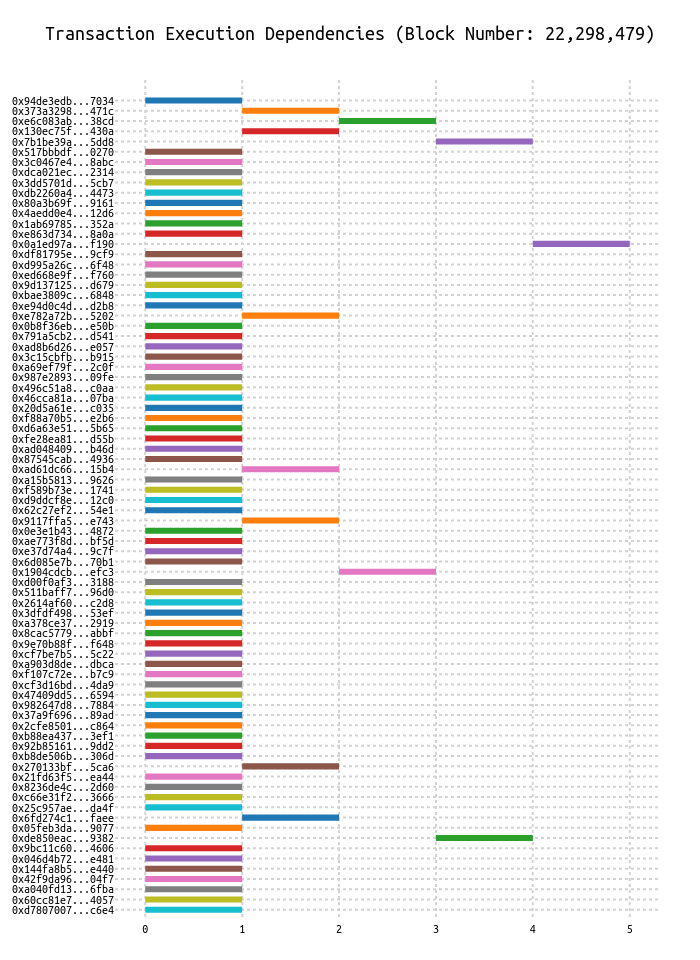 Transaction Execution Dependencies (Block Number: 22,298,479)
0x94de3edb...7034
0x373a3298...471c
0xe6c083ab...38cd
0x130ec75f...430a
0x7b1be39a...5dd8
0x517bbbdf...0270
0x3c0467e4...8abc
0xdca021ec...2314
0x3dd5701d...5cb7
0xdb2260a4...4473
0x80a3b69f...9161
0x4aedd0e4...12d6
0x1ab69785...352a
0xe863d734...8a0a
0x0a1ed97a...f190
0xdf81795e...9cf9
0xd995a26c...6f48
0xed668e9f...f760
0x9d137125...d679
0xbae3809c...6848
0xe94d0c4d...d2b8
0xe782a72b...5202
0x0b8f36eb...e50b
0x791a5cb2...d541
0xad8b6d26...e057
0x3c15cbfb...b915
0xa69ef79f...2c0f
0x987e2893...09fe
0x496c51a8...c0aa
0x46cca81a...07ba
0x20d5a61e...c035
0xf88a70b5...e2b6
0xd6a63e51...5b65
0xfe28ea81...d55b
0xad048409...b46d
0x87545cab...4936
0xad61dc66...15b4
0xa15b5813...9626
0xf589b73e...1741
0xd9ddcf8e...12c0
0x62c27ef2...54e1
0x9117ffa5...e743
0x0e3e1b43...4872
0xae773f8d...bf5d
0xe37d74a4...9c7f
0x6d085e7b...70b1
0x1904cdcb...efc3
0xd00f0af3...3188
0x511baff7...96d0
0x2614af60...c2d8
0x3dfdf498...53ef
0xa378ce37...2919
0x8cac5779...abbf
0x9e70b88f...f648
0xcf7be7b5...5c22
0xa903d8de...dbca
0xf107c72e...b7c9
0xcf3d16bd...4da9
0x47409dd5...6594
0x982647d8...7884
0x37a9f696...89ad
0x2cfe8501...c864
0xb88ea437...3ef1
0x92b85161...9dd2
0xb8de506b...306d
0x270133bf...5ca6
0x21fd63f5...ea44
0x8236de4c...2d60
0xc66e31f2...3666
0x25c957ae...da4f
0x6fd274c1...faee
0x05feb3da...9077
0xde850eac...9382
0x9bc11c60...4606
0x046d4b72...e481
0x144fa8b5...e440
0x42f9da96...04f7
0xa040fd13...6fba
0x60cc81e7...4057
0xd7807007...c6e4
0 1 2 3 4 5